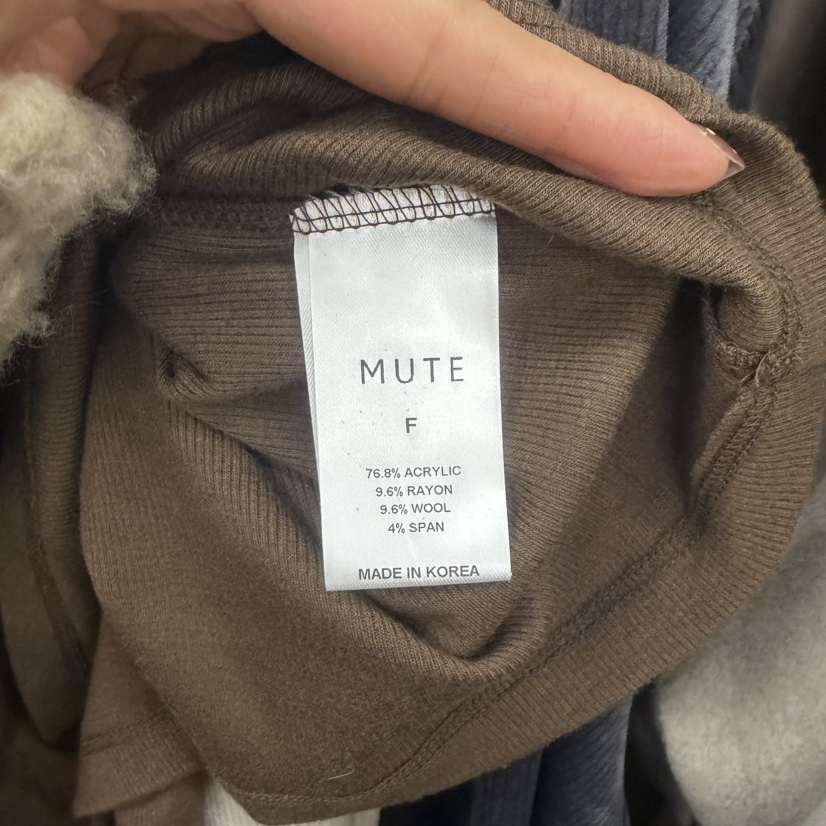 MUTE
F
76.8% ACRYLIC
9.6% RAYON
9.6% WOOL
4% SPAN
MADE IN KOREA